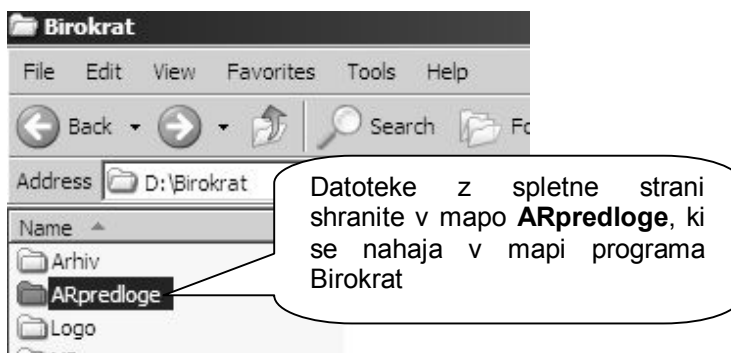 Birokrat
File Edit View Favorites Tools Help
Back Search Fo
Address D:\Birokrat
Name
Arhiv
ARpredloge
Logo
Datoteke z spletne strani
shranite v mapo ARpredloge, ki
se nahaja v mapi programa
Birokrat